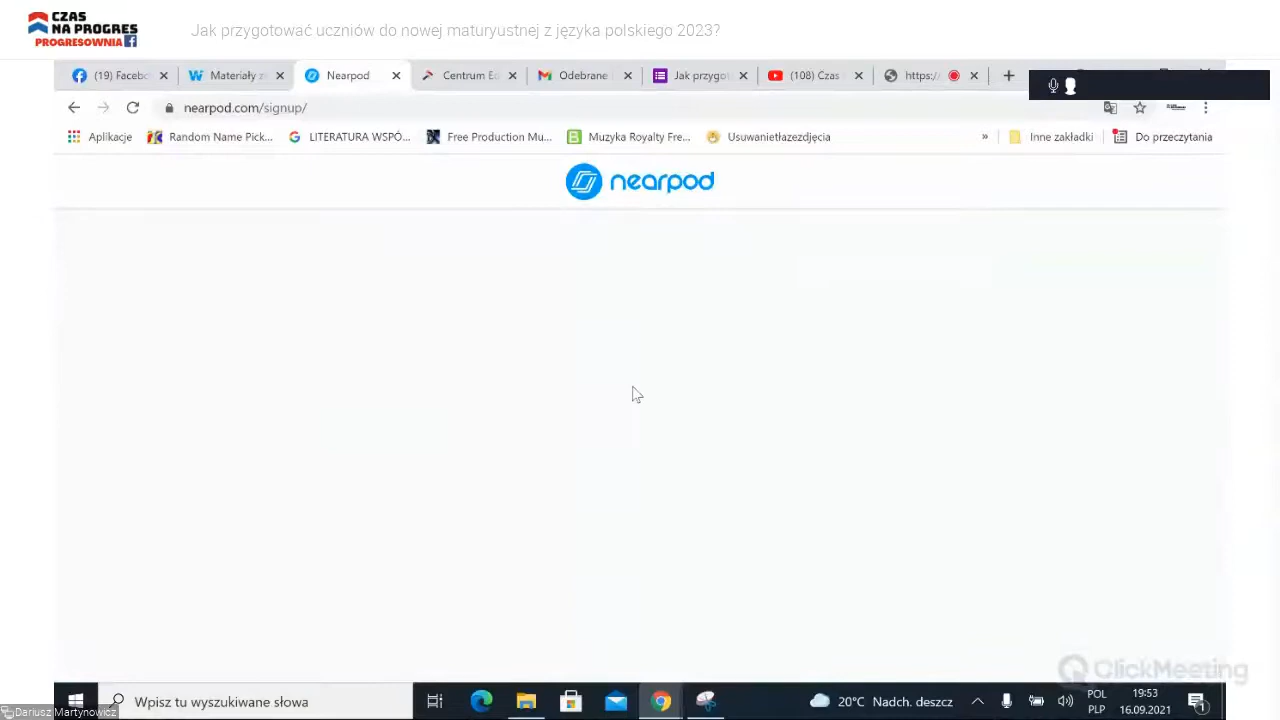 CZAS
NA PROGRES
PROGRESOWNIA
Jak przygotować uczniów do nowej maturyustnej z języka polskiego 2023?
(19) Facebo
Materiały z
Nearpod
Centrum Ed
Odebrane
Jak przygot
(108) Czas
https:/
nearpod.com/signup/
Aplikacje
Random Name Pick...
LITERATURA WSPÓ...
Free Production Mu...
Muzyka Royalty Fre...
Usuwanietłazezdjęcia
»
Inne zakładki
Do przeczytania
nearpod
ClickMeeting
Wpisz tu wyszukiwane słowa
20°C Nadch. deszcz
POL
PLP
19:53
16.09.2021
1
Dariusz Martynowicz